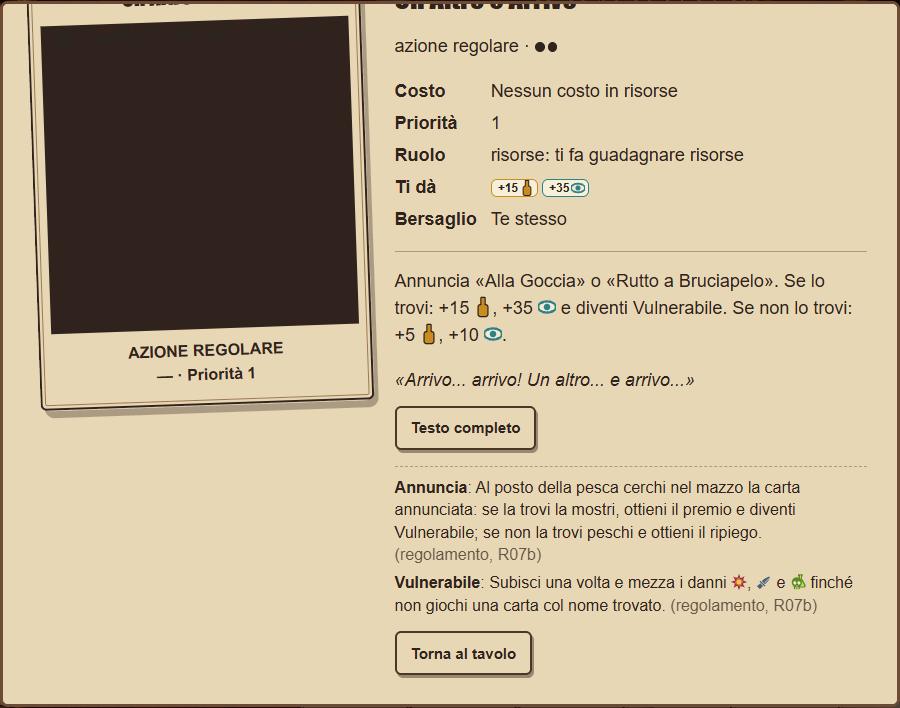 azione regolare · ●●
Costo Nessun costo in risorse
Priorità 1
Ruolo risorse: ti fa guadagnare risorse
Ti dà +15 +35
Bersaglio Te stesso
Annuncia «Alla Goccia» o «Rutto a Bruciapelo». Se lo
trovi: +15 , +35 e diventi Vulnerabile. Se non lo trovi:
+5 , +10 .
«Arrivo... arrivo! Un altro... e arrivo...»
Testo completo
Annuncia: Al posto della pesca cerchi nel mazzo la carta
annunciata: se la trovi la mostri, ottieni il premio e diventi
Vulnerabile; se non la trovi peschi e ottieni il ripiego.
(regolamento, R07b)
Vulnerabile: Subisci una volta e mezza i danni , e finché
non giochi una carta col nome trovato. (regolamento, R07b)
Torna al tavolo
AZIONE REGOLARE
— · Priorità 1